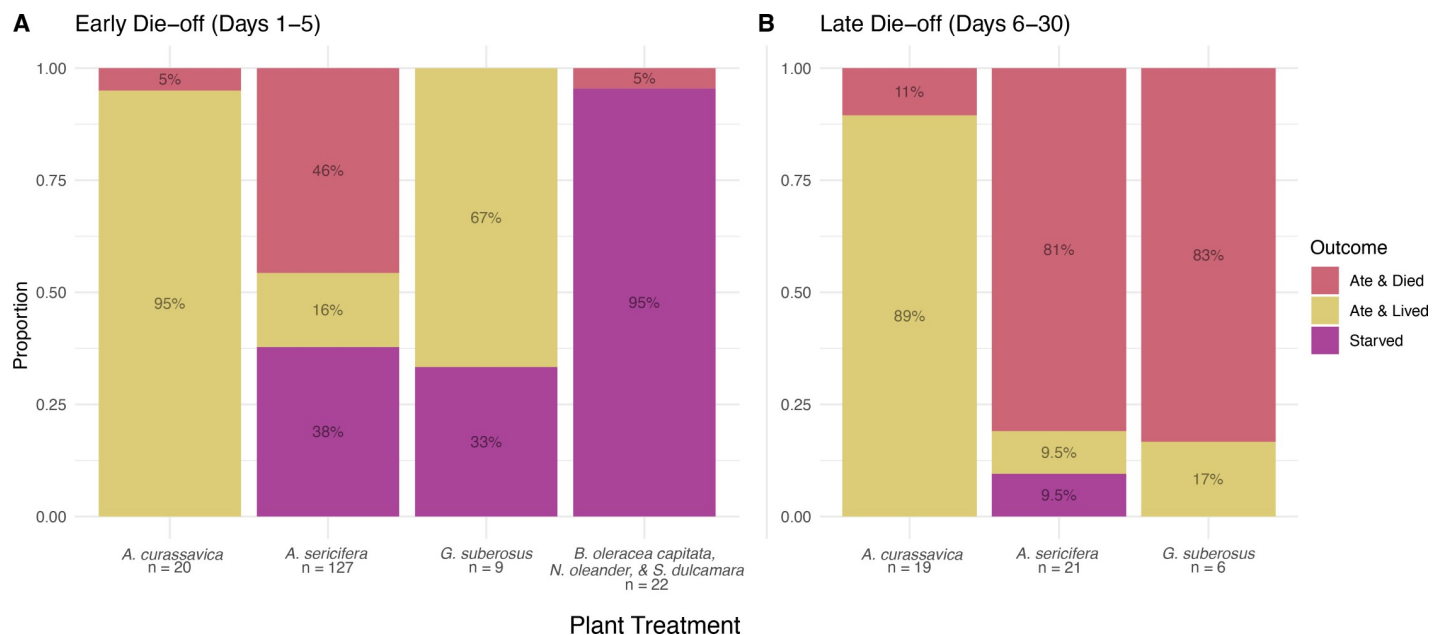 A Early Die–off (Days 1–5)
1.00
0.75
0.50
0.25
0.00
Proportion
5%
95%
46%
16%
38%
67%
33%
5%
95%
A. curassavica
n = 20
A. sericifera
n = 127
G. suberosus
n = 9
B. oleracea capitata,
N. oleander, & S. dulcamara
n = 22
B Late Die–off (Days 6–30)
1.00
0.75
0.50
0.25
0.00
11%
89%
81%
9.5%
9.5%
83%
17%
A. curassavica
n = 19
A. sericifera
n = 21
G. suberosus
n = 6
Plant Treatment
Outcome
Ate & Died
Ate & Lived
Starved